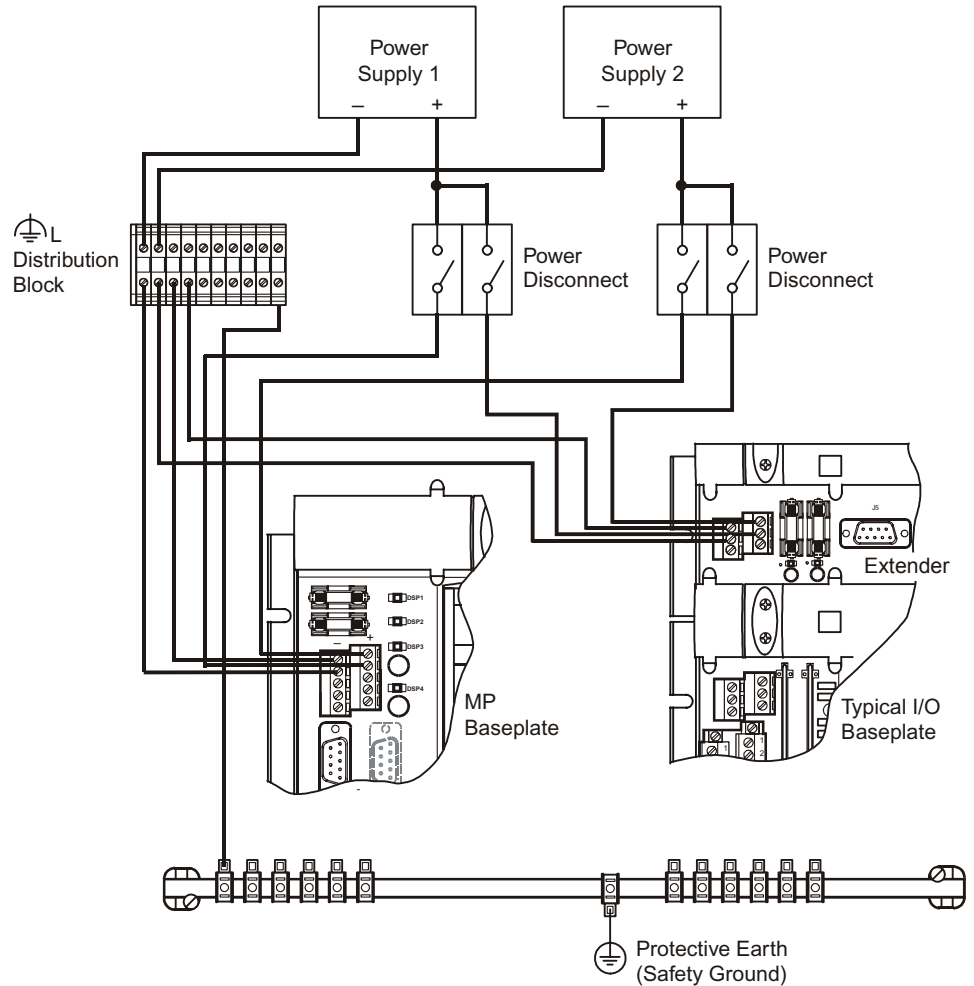 Power
Supply 1
– +
Power
Supply 2
– +
L
Distribution
Block
Power
Disconnect
Power
Disconnect
J5
Extender
DSP1
DSP2
– +
DSP3
DSP4
MP
Baseplate
Typical I/O
Baseplate
1
1
2
C
Protective Earth
(Safety Ground)